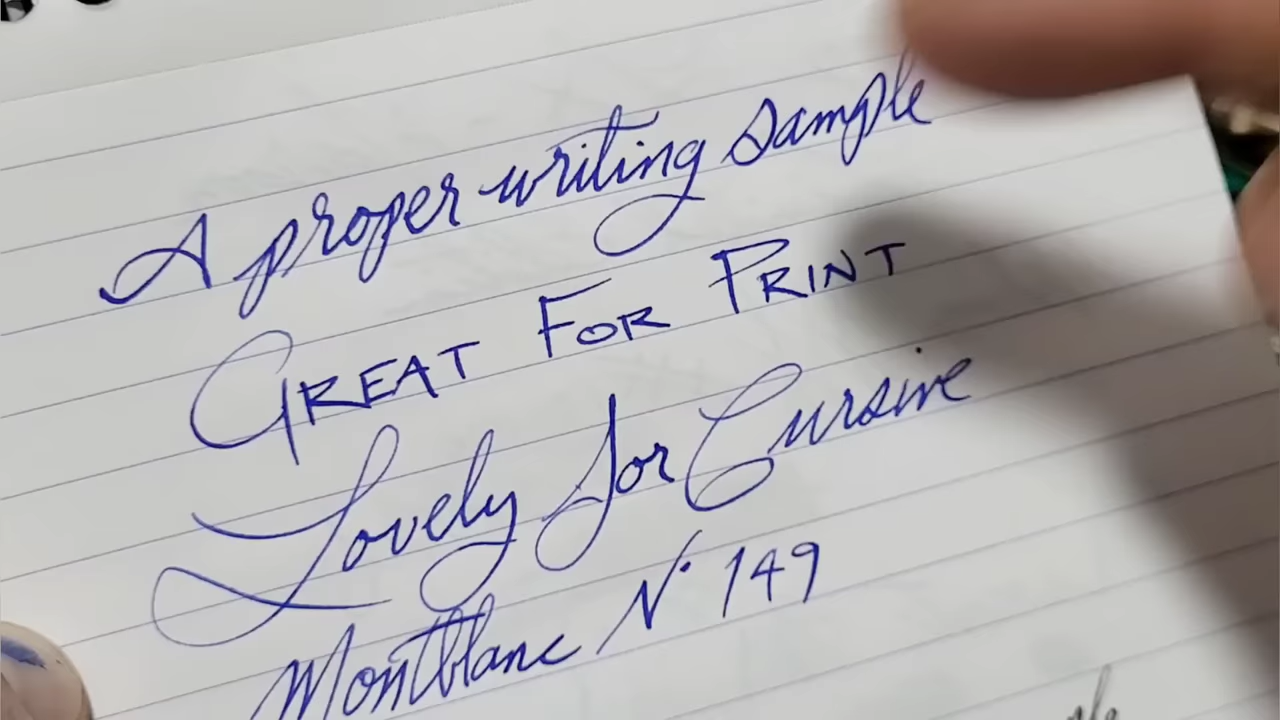 A proper writing sample
GREAT FOR PRINT
Lovely for Cursive
Montblanc N· 149